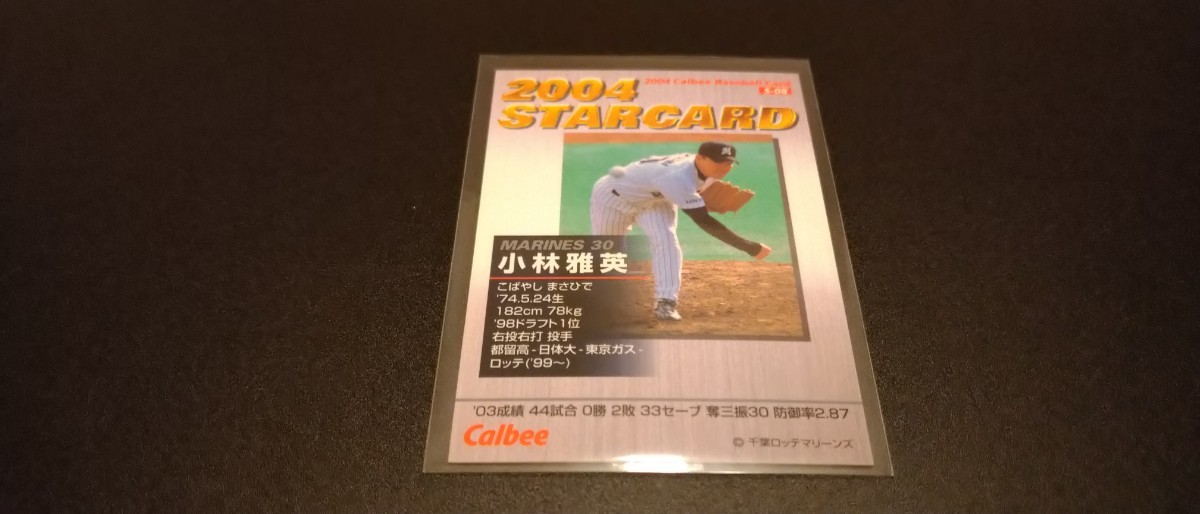 2004 Calbee Baseball Card
S-08
2004
STARCARD
MARINES 30
小林雅英
こばやし まさひで
'74.5.24生
182cm 78kg
'98ドラフト1位
右投右打 投手
都留高-日体大-東京ガス-
ロッテ('99～)
'03成績 44試合 0勝 2敗 33セーブ 奪三振30 防御率2.87
Calbee
© 千葉ロッテマリーンズ